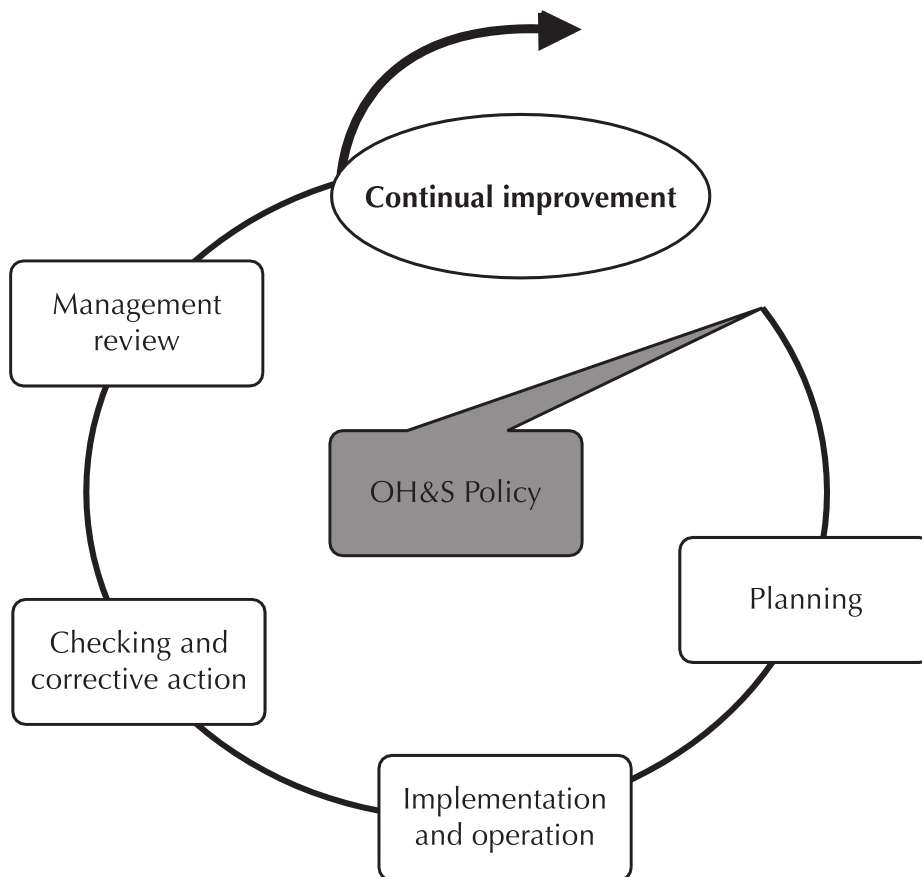 Continual improvement
Management
review
OH&S Policy
Planning
Checking and
corrective action
Implementation
and operation